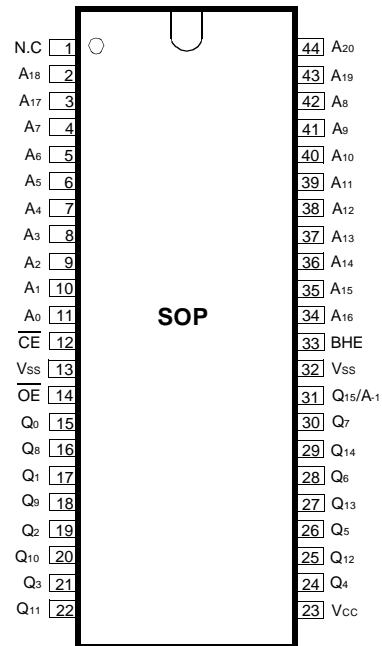 N.C 1 44 A20
A18 2 43 A19
A17 3 42 A8
A7 4 41 A9
A6 5 40 A10
A5 6 39 A11
A4 7 38 A12
A3 8 37 A13
A2 9 36 A14
A1 10 35 A15
A0 11 SOP 34 A16
CE 12 33 BHE
VSS 13 32 VSS
OE 14 31 Q15/A-1
Q0 15 30 Q7
Q8 16 29 Q14
Q1 17 28 Q6
Q9 18 27 Q13
Q2 19 26 Q5
Q10 20 25 Q12
Q3 21 24 Q4
Q11 22 23 VCC